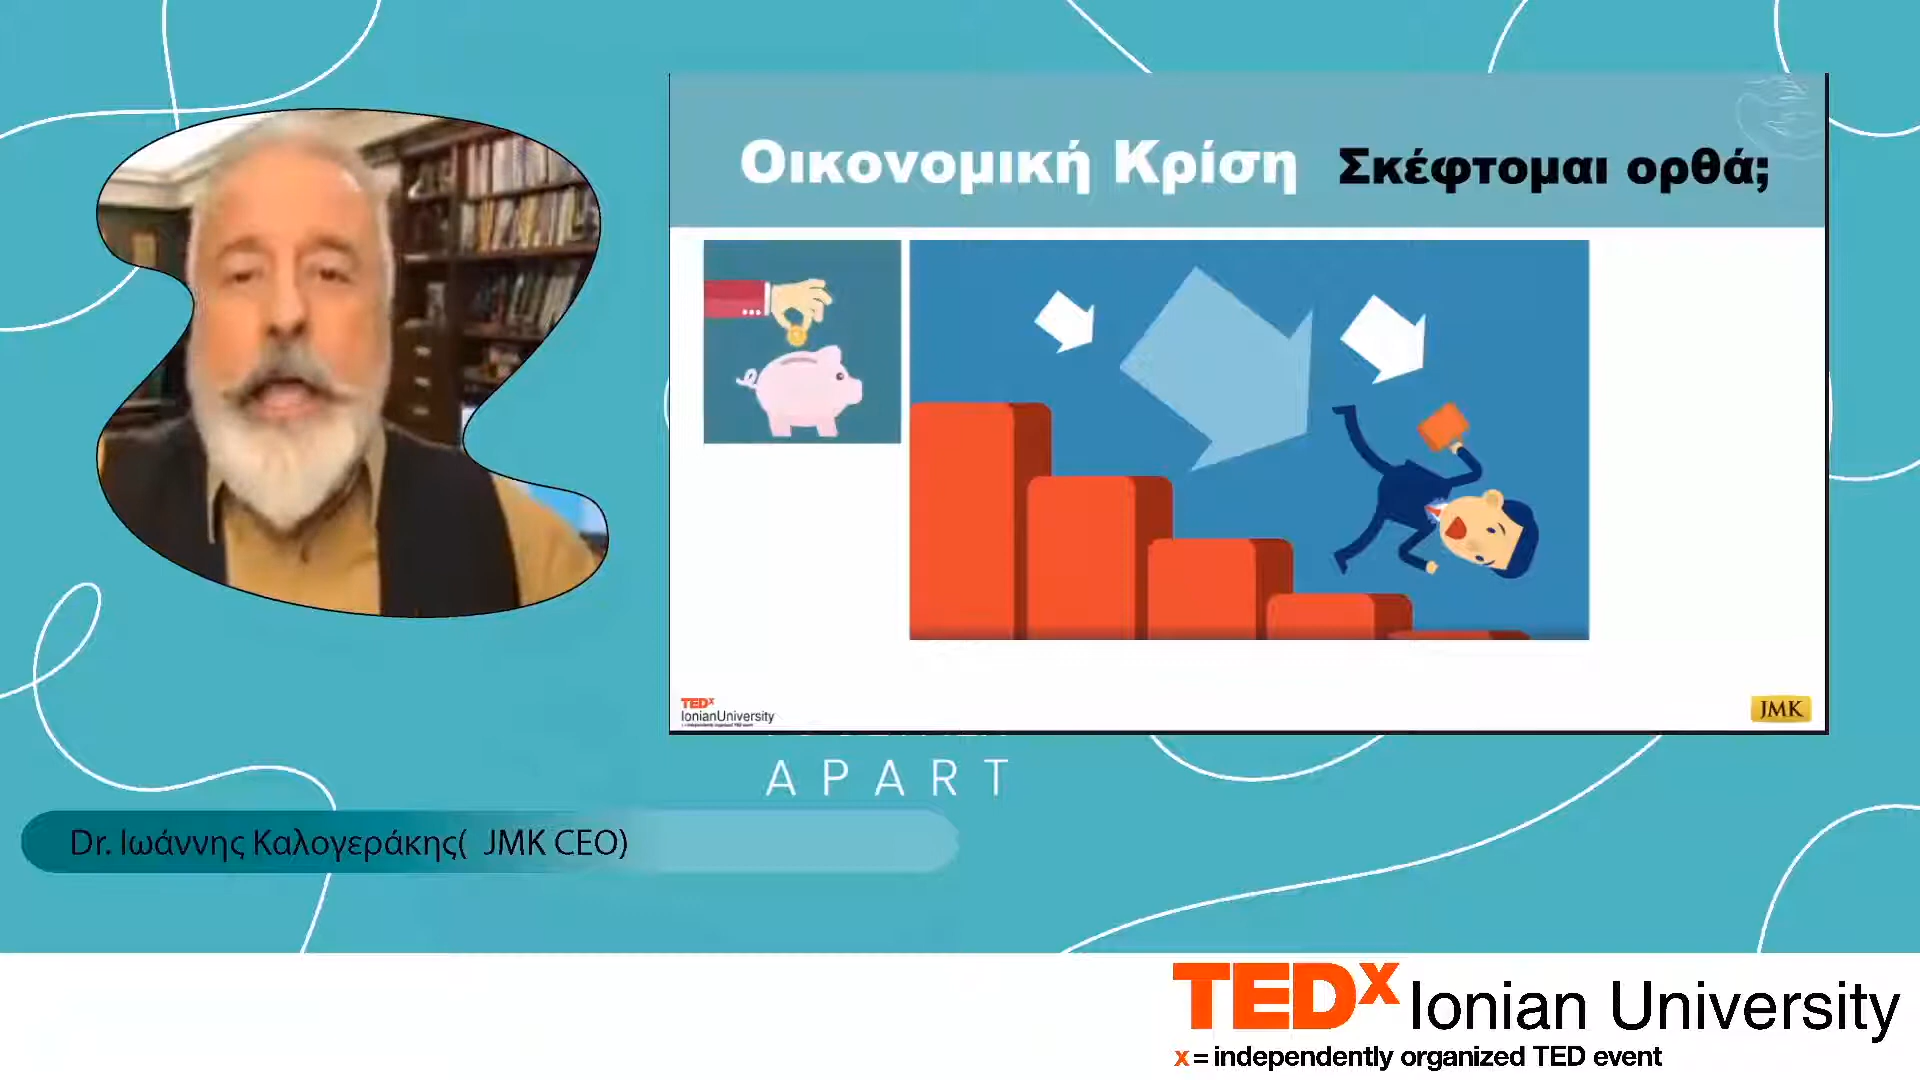 Οικονομική Κρίση Σκέφτομαι ορθά;
TEDx
IonianUniversity
JMK
APART
Dr. Ιωάννης Καλογεράκης( JMK CEO)
TEDx Ionian University
x = independently organized TED event